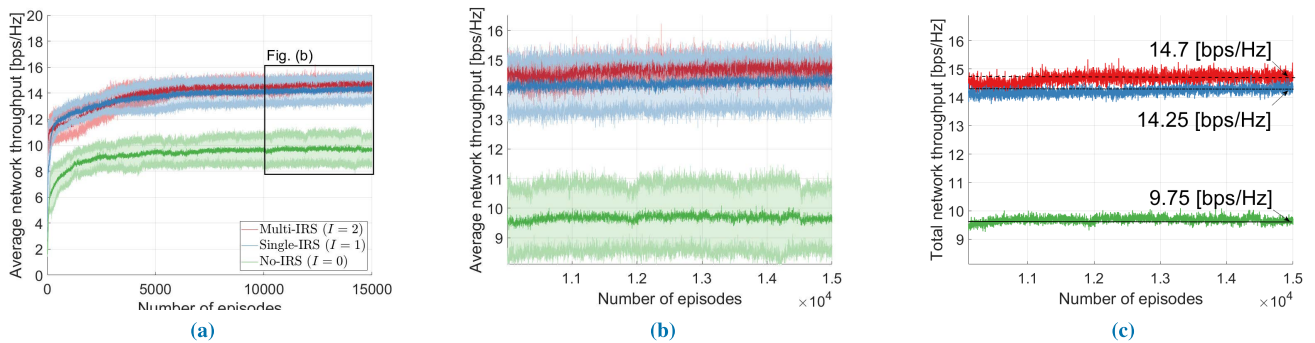 Average network throughput [bps/Hz]
20
18
16
14
12
10
8
6
4
2
0
Fig. (b)
Multi-IRS (I = 2)
Single-IRS (I = 1)
No-IRS (I = 0)
0
5000
10000
15000
Number of episodes
(a)
Average network throughput [bps/Hz]
16
15
14
13
12
11
10
9
1.1
1.2
1.3
1.4
1.5
Number of episodes
×10⁴
(b)
Total network throughput [bps/Hz]
16
15
14
13
12
11
10
9
14.7 [bps/Hz]
14.25 [bps/Hz]
9.75 [bps/Hz]
1.1
1.2
1.3
1.4
1.5
Number of episodes
×10⁴
(c)